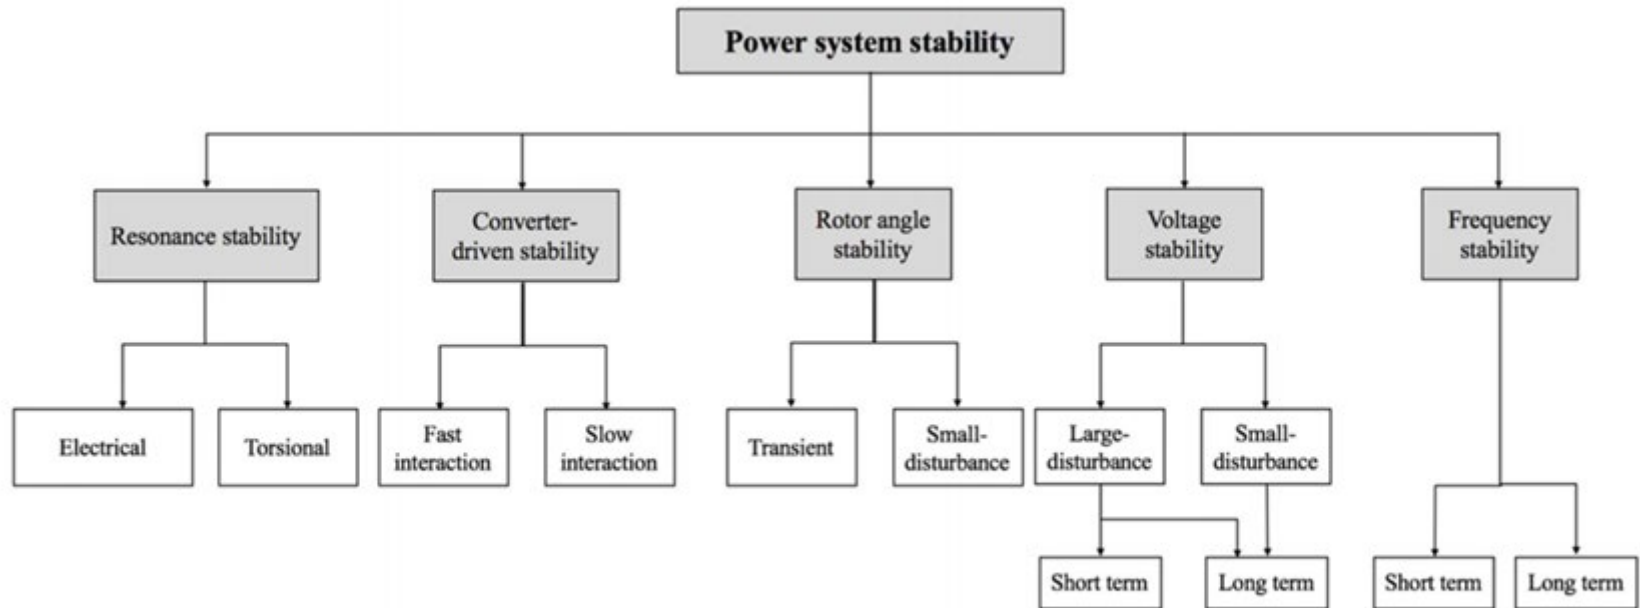 Power system stability
Resonance stability
Converter-
driven stability
Rotor angle
stability
Voltage
stability
Frequency
stability
Electrical
Torsional
Fast
interaction
Slow
interaction
Transient
Small-
disturbance
Large-
disturbance
Small-
disturbance
Short term
Long term
Short term
Long term